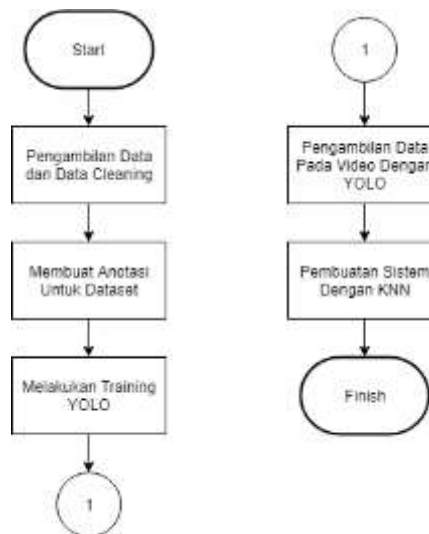 Start
Pengambilan Data
dan Data Cleaning
Membuat Anotasi
Untuk Dataset
Melakukan Training
YOLO
1
1
Pengambilan Data
Pada Video Dengan
YOLO
Pembuatan Sistem
Dengan KNN
Finish